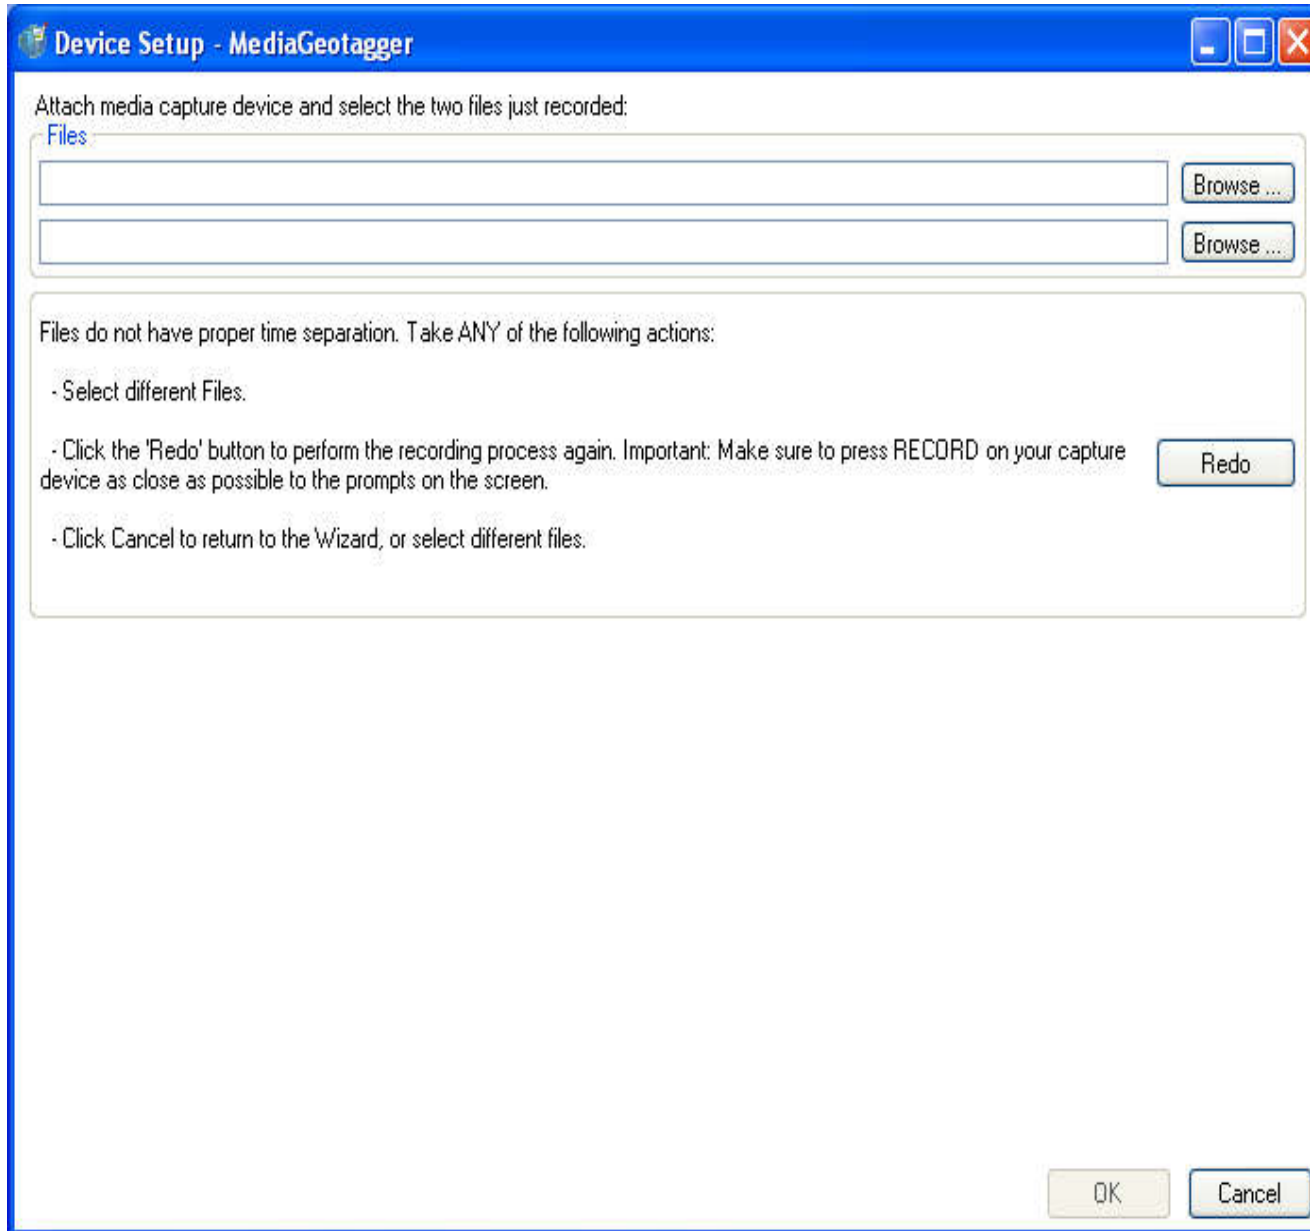 Device Setup - MediaGeotagger
Attach media capture device and select the two files just recorded:
Files
Browse ...
Browse ...
Files do not have proper time separation. Take ANY of the following actions:
- Select different Files.
- Click the 'Redo' button to perform the recording process again. Important: Make sure to press RECORD on your capture
device as close as possible to the prompts on the screen.
Redo
- Click Cancel to return to the Wizard, or select different files.
OK
Cancel